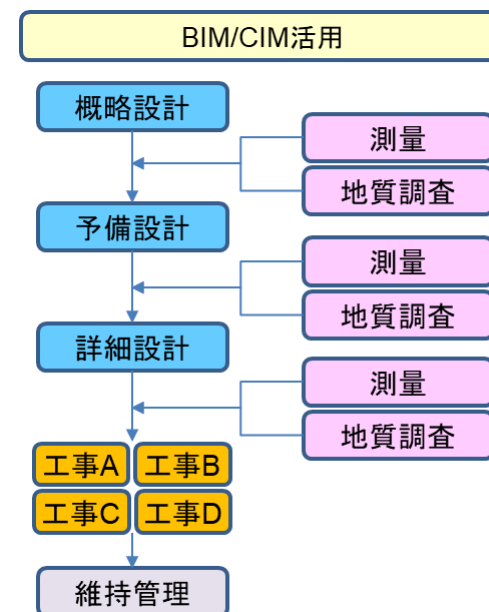 BIM/CIM活用
概略設計
測量
地質調査
予備設計
測量
地質調査
詳細設計
測量
地質調査
工事A 工事B
工事C 工事D
維持管理